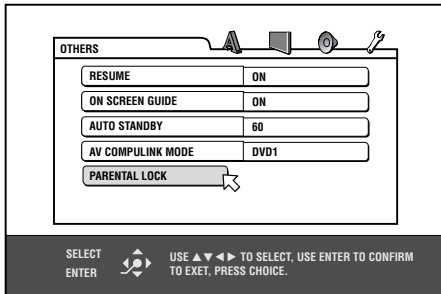 OTHERS
RESUME ON
ON SCREEN GUIDE ON
AUTO STANDBY 60
AV COMPULINK MODE DVD1
PARENTAL LOCK
SELECT
ENTER
USE ▲▼◀▶ TO SELECT, USE ENTER TO CONFIRM
TO EXET, PRESS CHOICE.